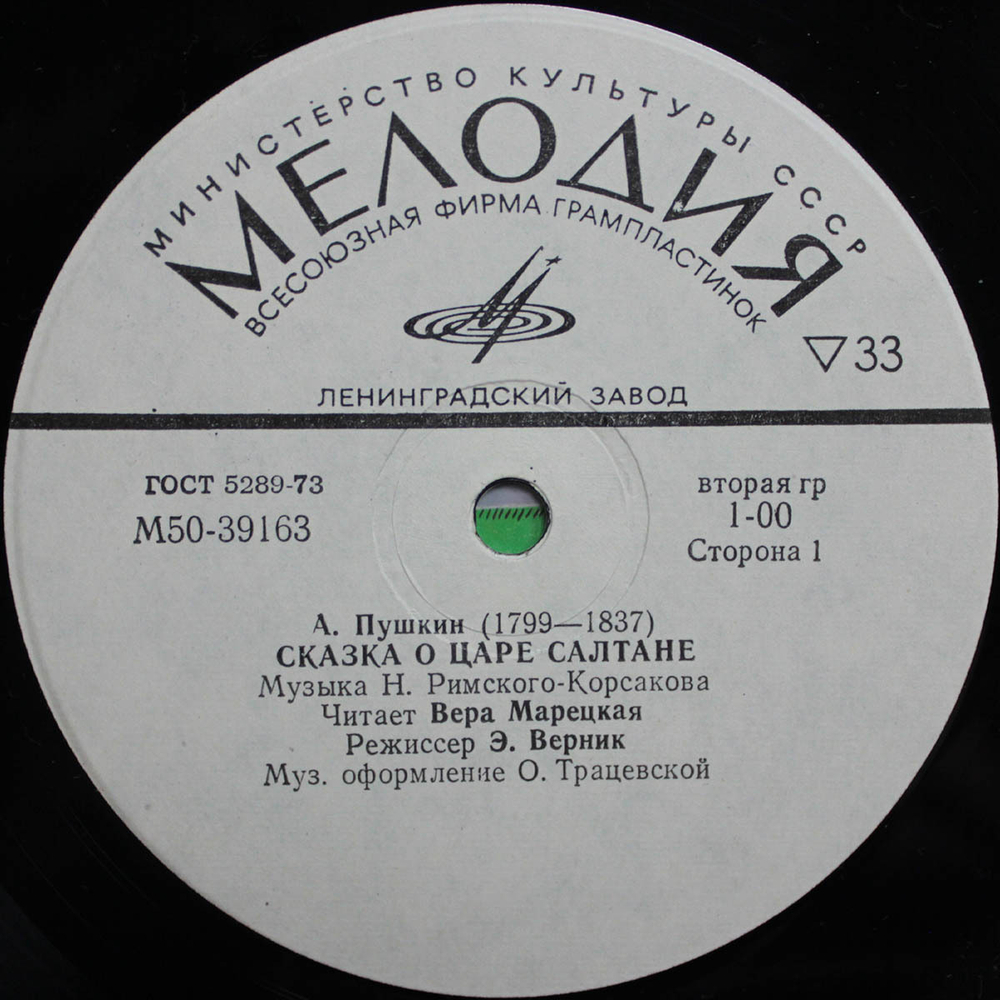 МИНИСТЕРСТВО КУЛЬТУРЫ СССР
МЕЛОДИЯ
ВСЕСОЮЗНАЯ ФИРМА ГРАМПЛАСТИНОК
▽33
ЛЕНИНГРАДСКИЙ ЗАВОД
ГОСТ 5289-73
М50-39163
вторая гр
1-00
Сторона 1
А. Пушкин (1799—1837)
СКАЗКА О ЦАРЕ САЛТАНЕ
Музыка Н. Римского-Корсакова
Читает Вера Марецкая
Режиссер Э. Верник
Муз. оформление О. Трацевской